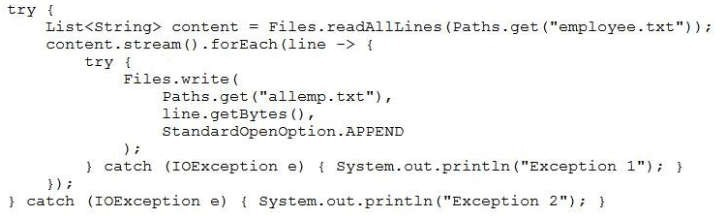 try {
    List<String> content = Files.readAllLines(Paths.get("employee.txt"));
    content.stream().forEach(line -> {
        try {
            Files.write(
                Paths.get("allemp.txt"),
                line.getBytes(),
                StandardOpenOption.APPEND
            );
        } catch (IOException e) { System.out.println("Exception 1"); }
    });
} catch (IOException e) { System.out.println("Exception 2"); }